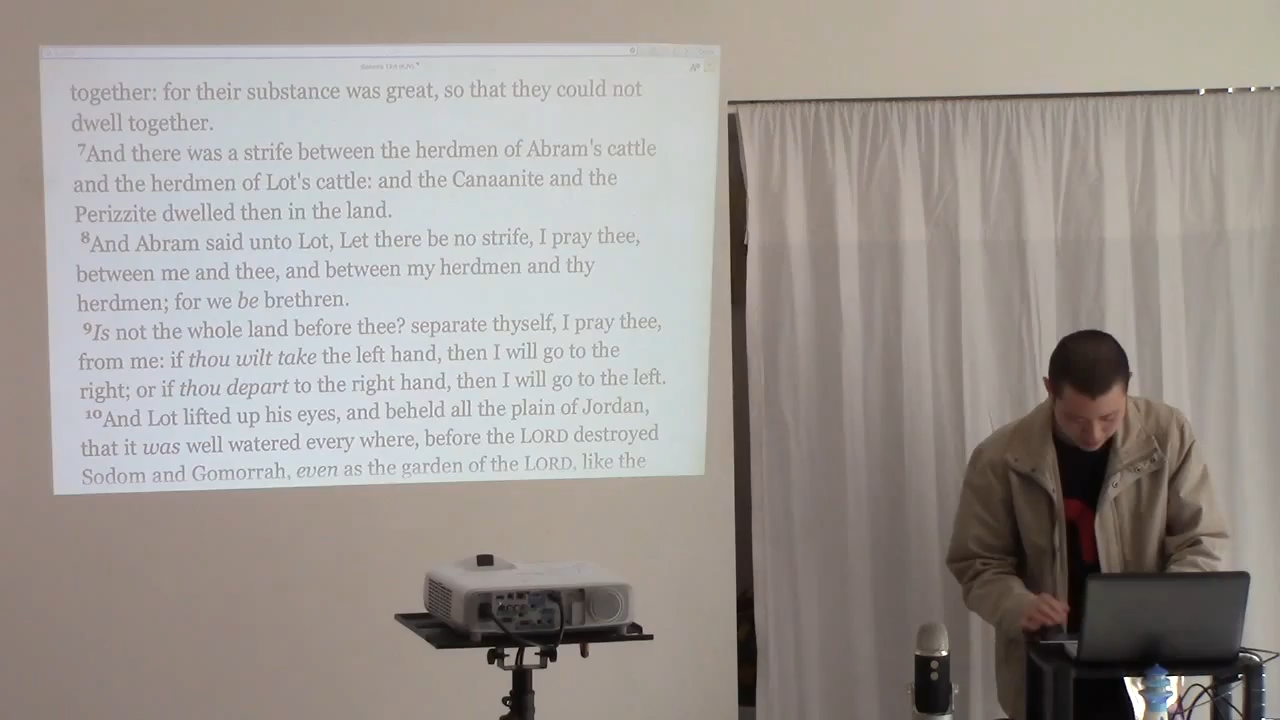 together: for their substance was great, so that they could not
dwell together.
7And there was a strife between the herdmen of Abram's cattle
and the herdmen of Lot's cattle: and the Canaanite and the
Perizzite dwelled then in the land.
8And Abram said unto Lot, Let there be no strife, I pray thee,
between me and thee, and between my herdmen and thy
herdmen; for we be brethren.
9Is not the whole land before thee? separate thyself, I pray thee,
from me: if thou wilt take the left hand, then I will go to the
right; or if thou depart to the right hand, then I will go to the left.
10And Lot lifted up his eyes, and beheld all the plain of Jordan,
that it was well watered every where, before the LORD destroyed
Sodom and Gomorrah, even as the garden of the LORD, like the